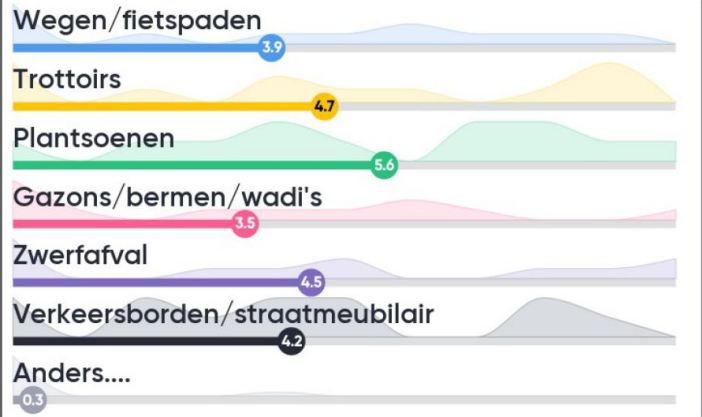 Wegen/fietspaden
3.9
Trottoirs
4.7
Plantsoenen
5.6
Gazons/bermen/wadi's
3.5
Zwerfafval
4.5
Verkeersborden/straatmeubilair
4.2
Anders....
0.3